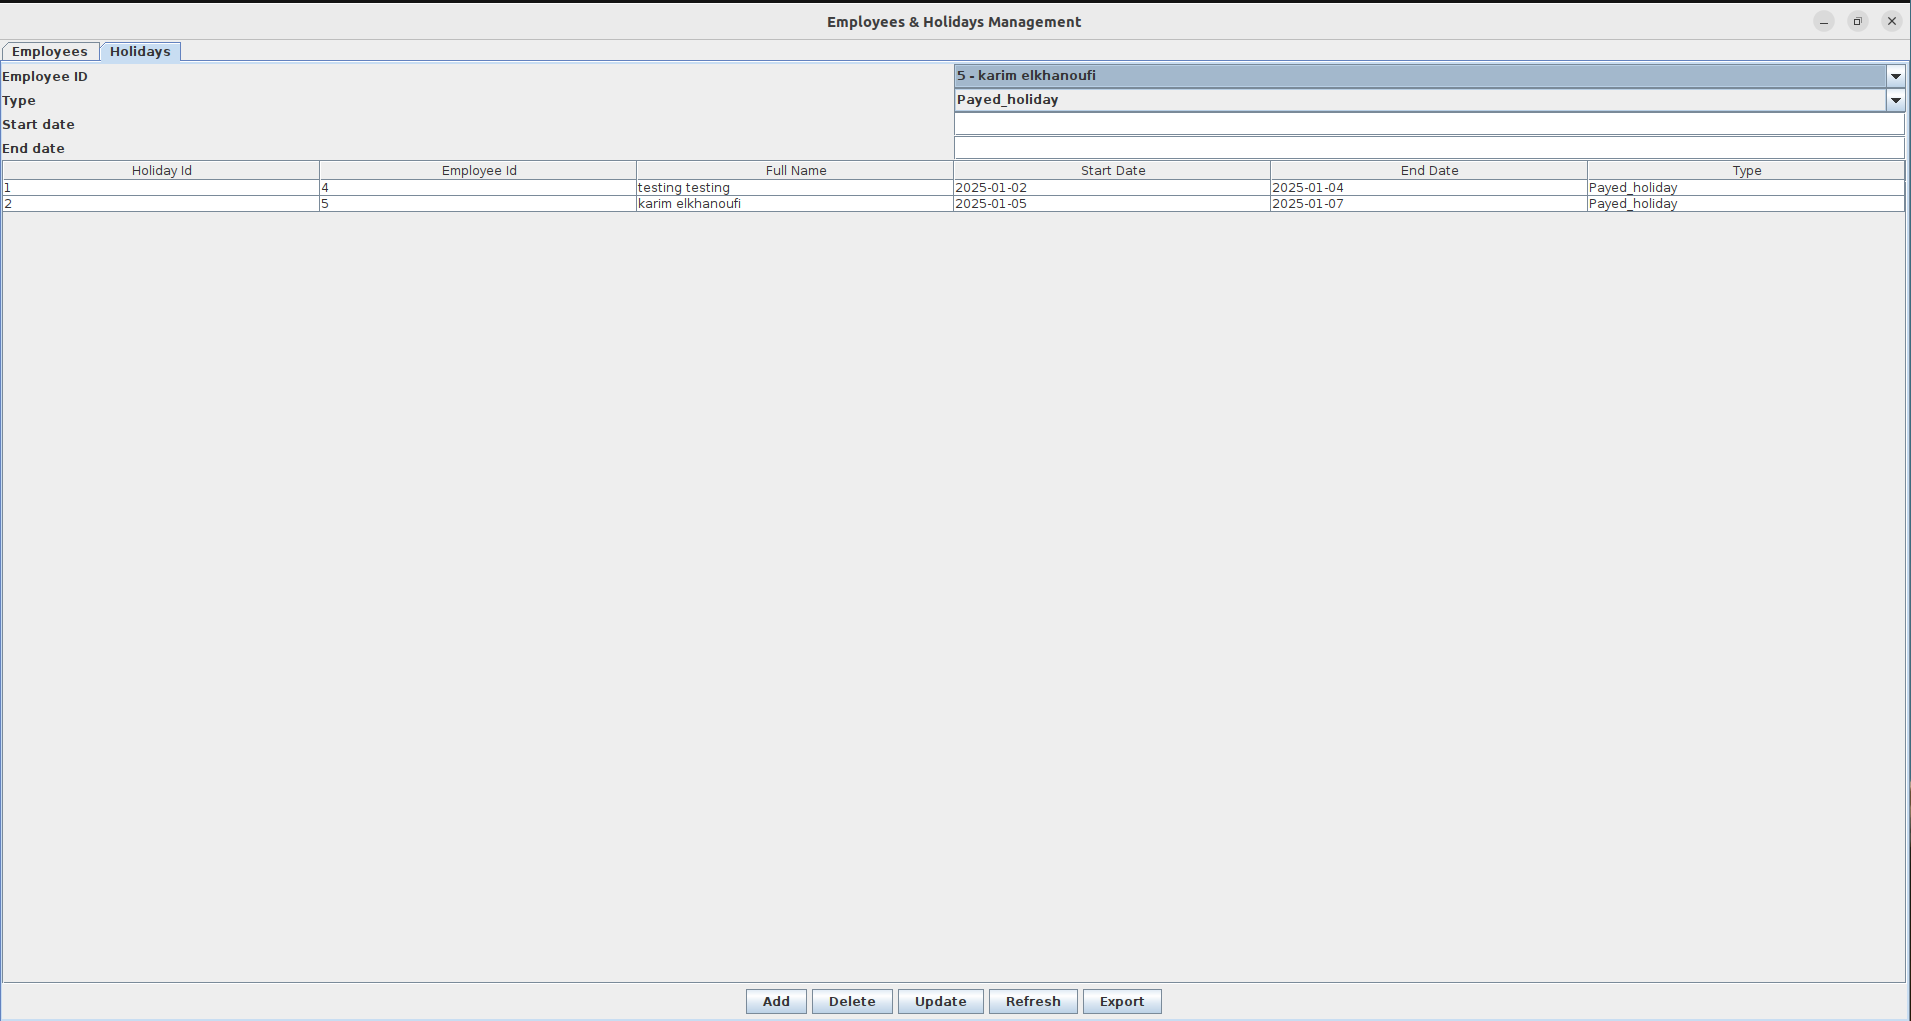 Employees & Holidays Management
Employees Holidays
Employee ID 5 - karim elkhanoufi
Type Payed_holiday
Start date
End date
Holiday Id Employee Id Full Name Start Date End Date Type
1 4 testing testing 2025-01-02 2025-01-04 Payed_holiday
2 5 karim elkhanoufi 2025-01-05 2025-01-07 Payed_holiday
Add Delete Update Refresh Export